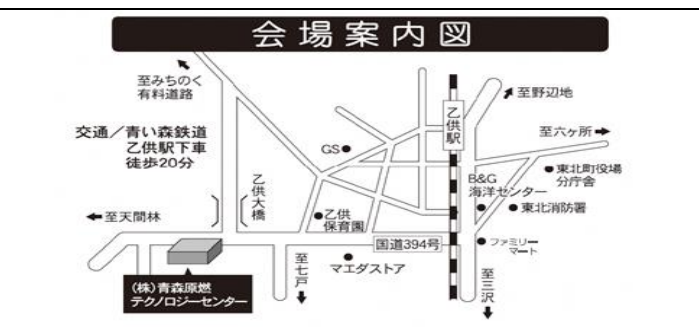 会場案内図
至みちのく
有料道路
交通／青い森鉄道
乙供駅下車
徒歩20分
GS
乙供駅
至野辺地
至六ヶ所
東北町役場
分庁舎
B&G
海洋センター
東北消防署
乙供大橋
乙供
保育園
至天間林
国道394号
ファミリー
マート
至七戸
マエダストア
至三沢
(株)青森原燃
テクノロジーセンター